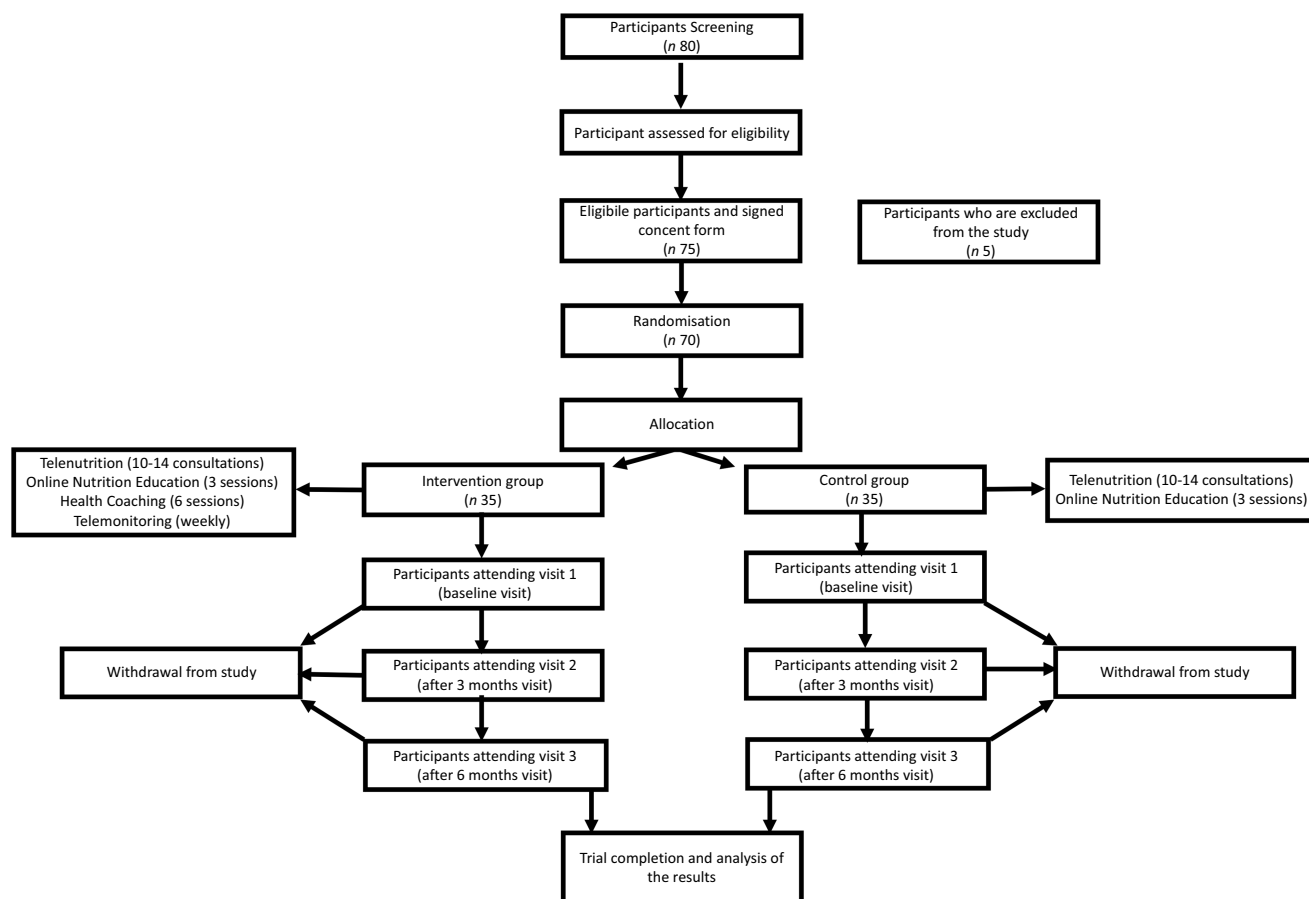 Participants Screening
(n 80)
Participant assessed for eligibility
Eligibile participants and signed
concent form
(n 75)
Participants who are excluded
from the study
(n 5)
Randomisation
(n 70)
Allocation
Telenutrition (10-14 consultations)
Online Nutrition Education (3 sessions)
Health Coaching (6 sessions)
Telemonitoring (weekly)
Intervention group
(n 35)
Control group
(n 35)
Telenutrition (10-14 consultations)
Online Nutrition Education (3 sessions)
Participants attending visit 1
(baseline visit)
Participants attending visit 1
(baseline visit)
Withdrawal from study
Participants attending visit 2
(after 3 months visit)
Participants attending visit 2
(after 3 months visit)
Withdrawal from study
Participants attending visit 3
(after 6 months visit)
Participants attending visit 3
(after 6 months visit)
Trial completion and analysis of
the results